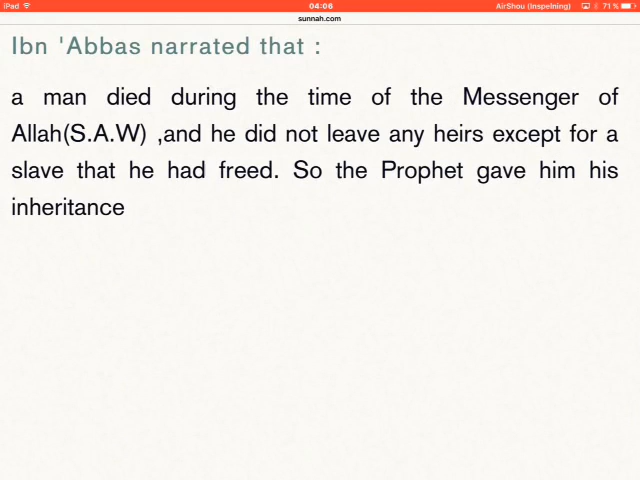 iPad 04:06 AirShou (Inspelning) 71 %
sunnah.com
Ibn 'Abbas narrated that :
a man died during the time of the Messenger of
Allah(S.A.W) ,and he did not leave any heirs except for a
slave that he had freed. So the Prophet gave him his
inheritance